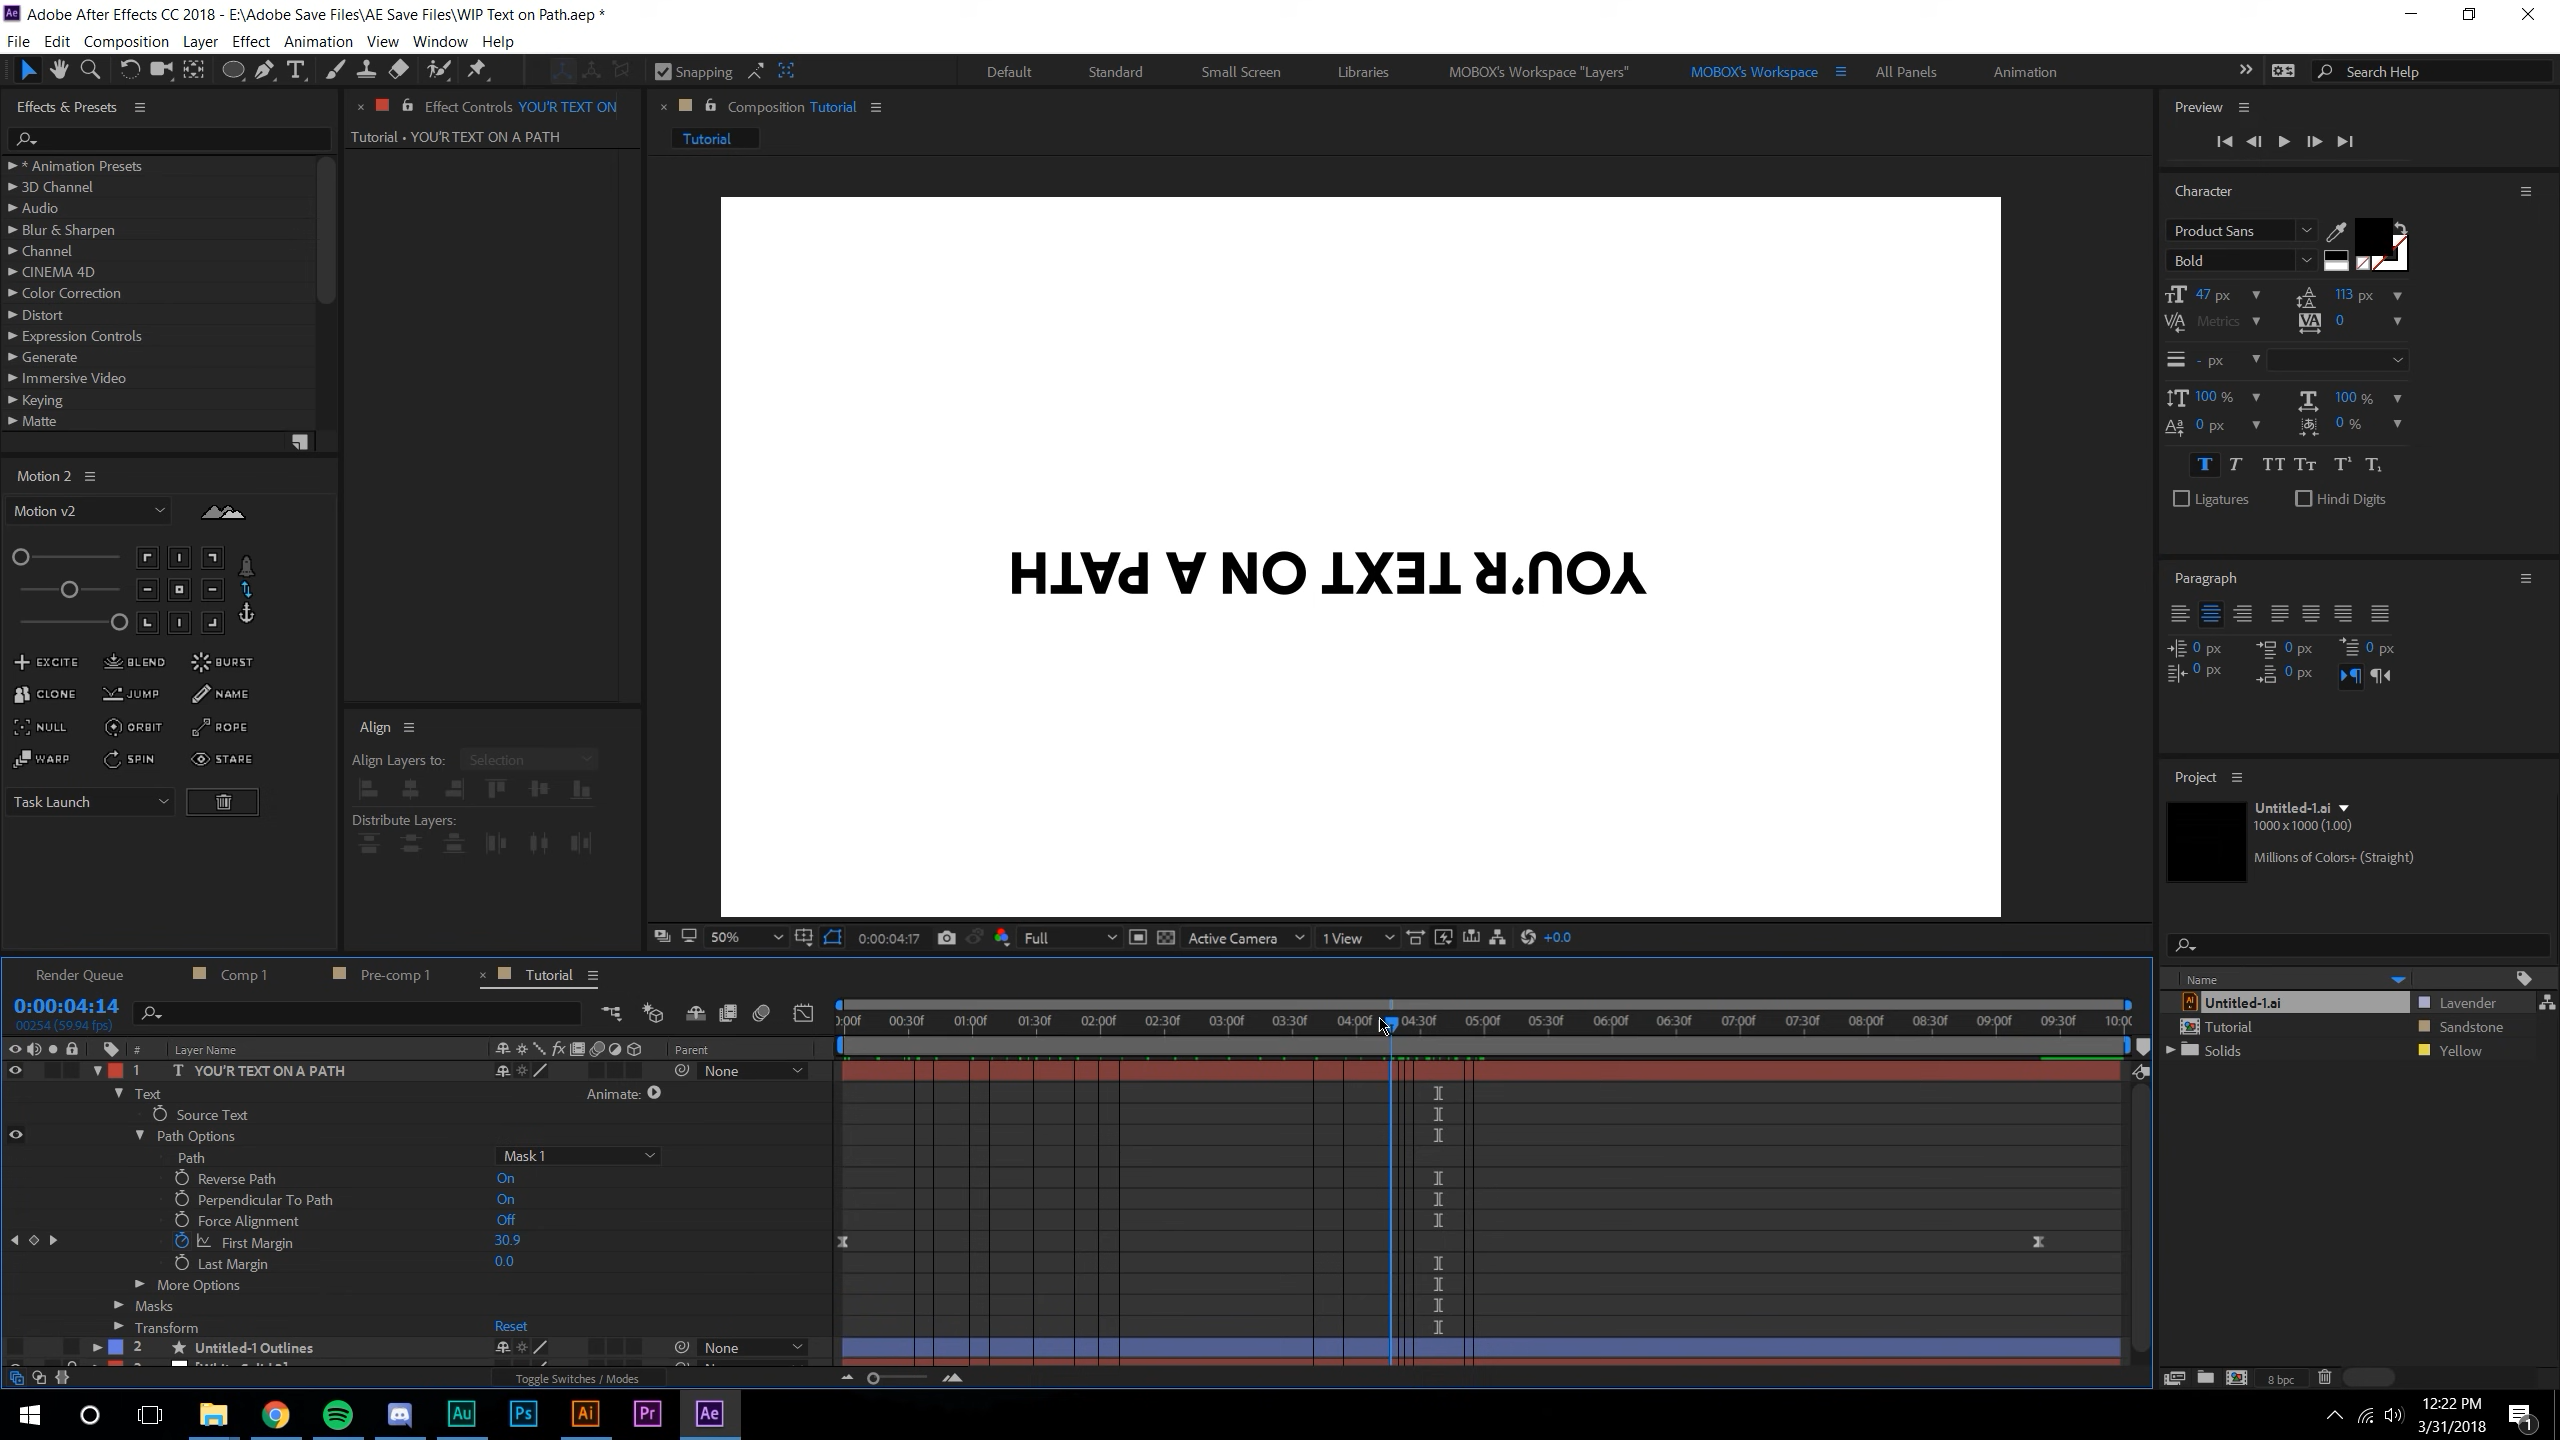 Adobe After Effects CC 2018 - E:\Adobe Save Files\AE Save Files\WIP Text on Path.aep *
File Edit Composition Layer Effect Animation View Window Help
Snapping Default Standard Small Screen Libraries MOBOX's Workspace "Layers" MOBOX's Workspace All Panels Animation Search Help
Effects & Presets
* Animation Presets
3D Channel
Audio
Blur & Sharpen
Channel
CINEMA 4D
Color Correction
Distort
Expression Controls
Generate
Immersive Video
Keying
Matte
Motion 2
Motion v2
EXCITE BLEND BURST
CLONE JUMP NAME
NULL ORBIT ROPE
WARP SPIN STARE
Task Launch
Effect Controls YOU'R TEXT ON
Tutorial • YOU'R TEXT ON A PATH
Align
Align Layers to: Selection
Distribute Layers:
Composition Tutorial
Tutorial
YOU'R TEXT ON A PATH
50% 0:00:04:17 Full Active Camera 1 View +0.0
Preview
Character
Product Sans
Bold
47 px 113 px
Metrics 0
- px
100 % 100 %
0 px 0 %
Ligatures Hindi Digits
Paragraph
0 px 0 px 0 px
0 px 0 px
Project
Untitled-1.ai
1000 x 1000 (1.00)
Millions of Colors+ (Straight)
Name
Untitled-1.ai Lavender
Tutorial Sandstone
Solids Yellow
8 bpc
Render Queue Comp 1 Pre-comp 1 Tutorial
0:00:04:14
00254 (59.94 fps)
:00f 00:30f 01:00f 01:30f 02:00f 02:30f 03:00f 03:30f 04:00f 04:30f 05:00f 05:30f 06:00f 06:30f 07:00f 07:30f 08:00f 08:30f 09:00f 09:30f 10:00
# Layer Name Parent
1 T YOU'R TEXT ON A PATH None
Text Animate:
Source Text
Path Options
Path Mask 1
Reverse Path On
Perpendicular To Path On
Force Alignment Off
First Margin 30.9
Last Margin 0.0
More Options
Masks
Transform Reset
2 Untitled-1 Outlines None
Toggle Switches / Modes
Au Ps Ai Pr Ae
12:22 PM
3/31/2018
1